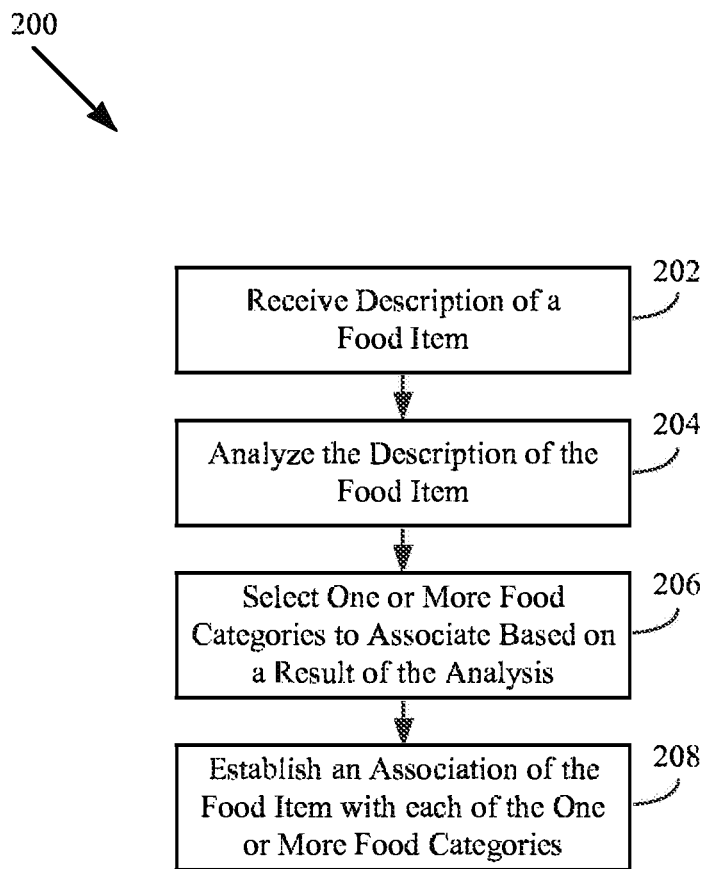 200
202
Receive Description of a
Food Item
204
Analyze the Description of the
Food Item
206
Select One or More Food
Categories to Associate Based on
a Result of the Analysis
208
Establish an Association of the
Food Item with each of the One
or More Food Categories